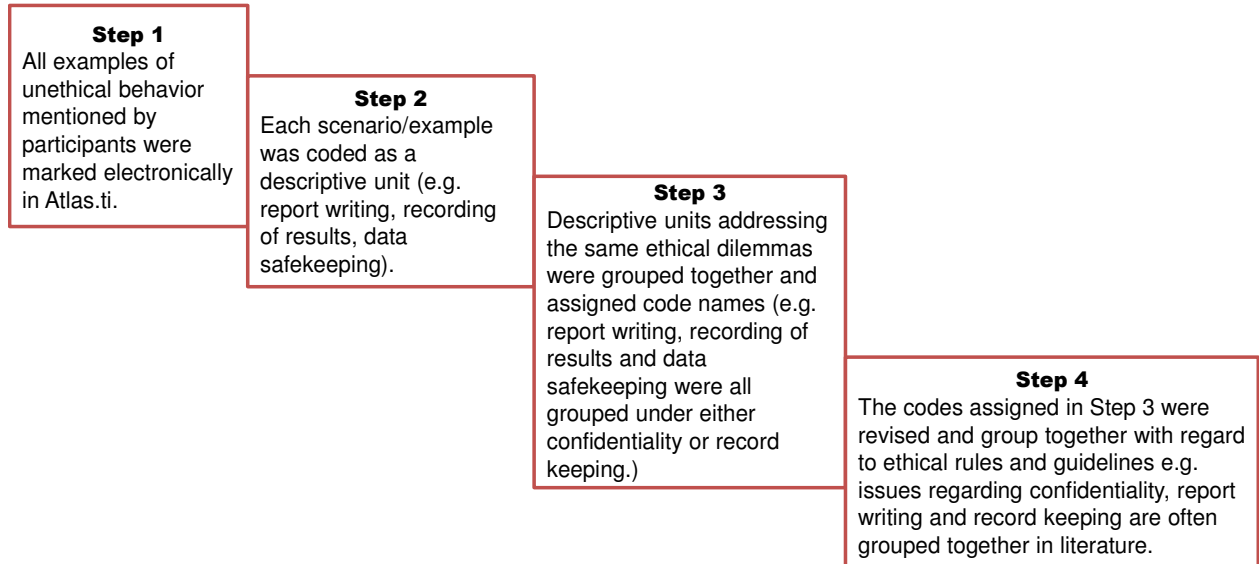 Step 1
All examples of
unethical behavior
mentioned by
participants were
marked electronically
in Atlas.ti.
Step 2
Each scenario/example
was coded as a
descriptive unit (e.g.
report writing, recording
of results, data
safekeeping).
Step 3
Descriptive units addressing
the same ethical dilemmas
were grouped together and
assigned code names (e.g.
report writing, recording of
results and data
safekeeping were all
grouped under either
confidentiality or record
keeping.)
Step 4
The codes assigned in Step 3 were
revised and group together with regard
to ethical rules and guidelines e.g.
issues regarding confidentiality, report
writing and record keeping are often
grouped together in literature.